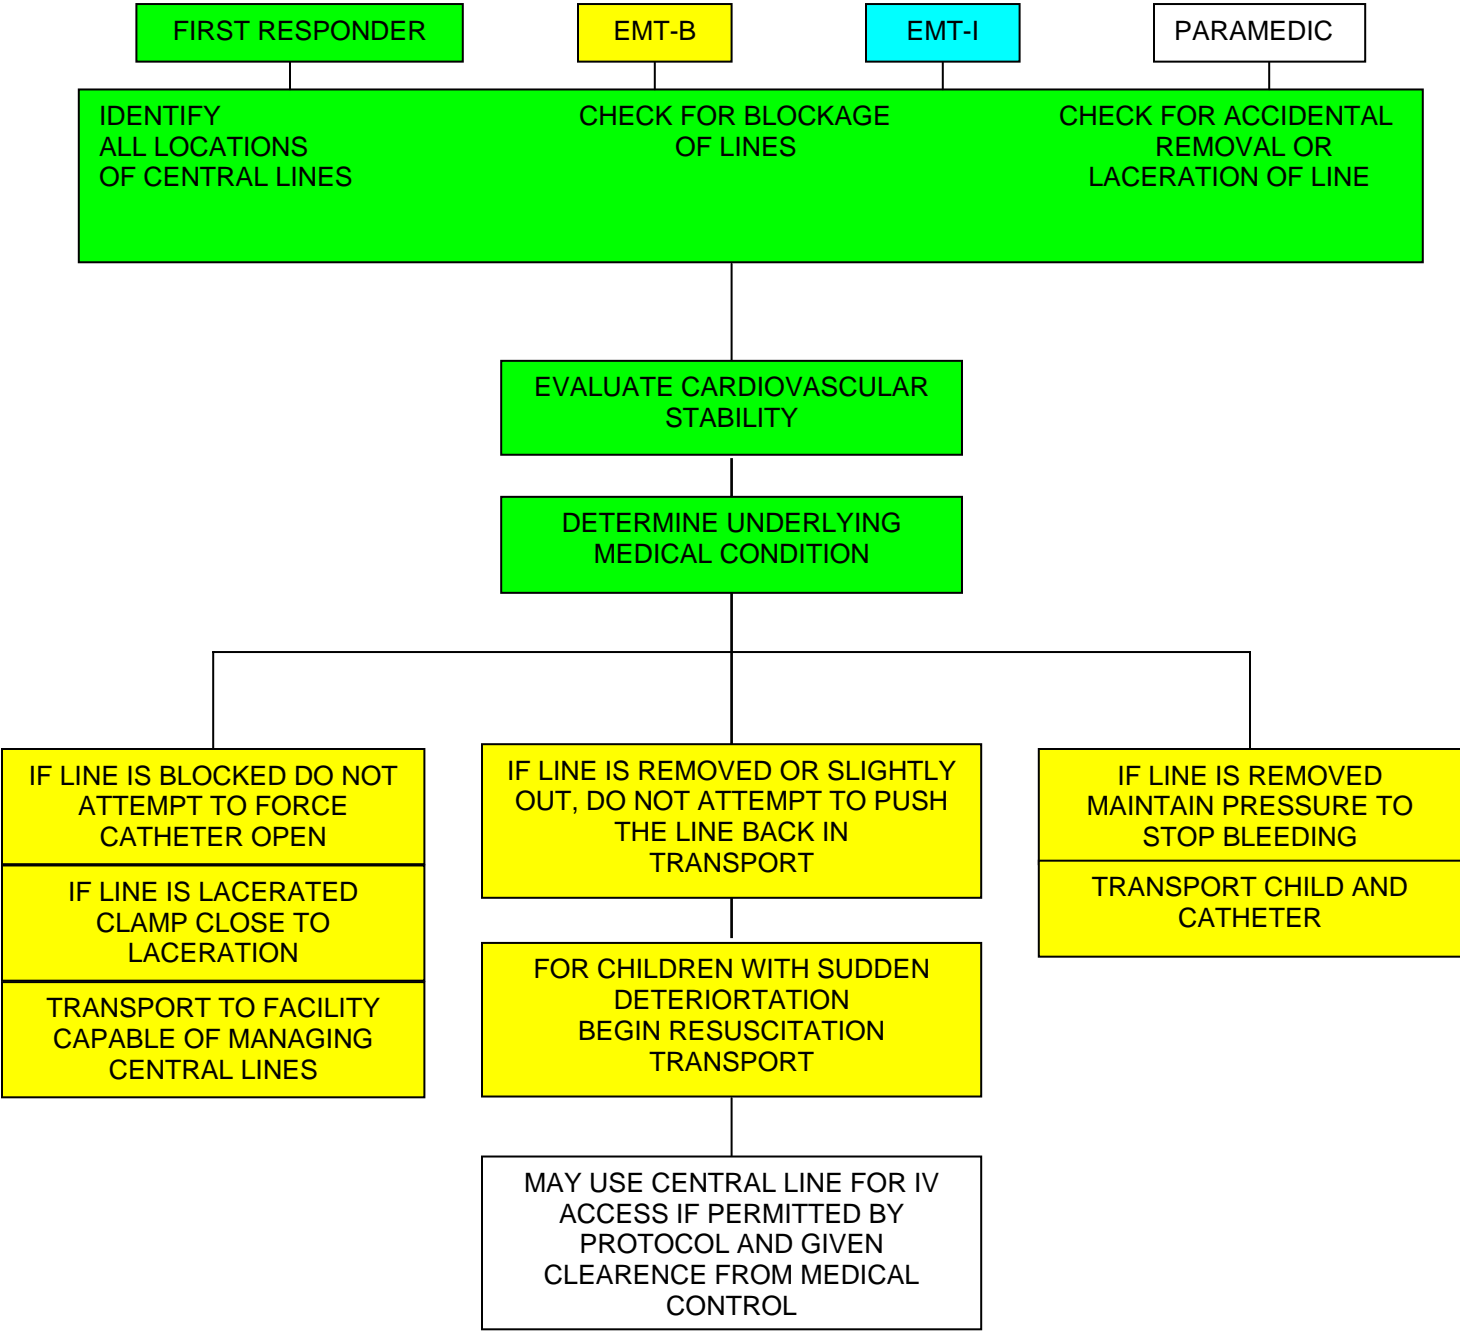 FIRST RESPONDER
EMT-B
EMT-I
PARAMEDIC
IDENTIFY
ALL LOCATIONS
OF CENTRAL LINES
CHECK FOR BLOCKAGE
OF LINES
CHECK FOR ACCIDENTAL
REMOVAL OR
LACERATION OF LINE
EVALUATE CARDIOVASCULAR
STABILITY
DETERMINE UNDERLYING
MEDICAL CONDITION
IF LINE IS BLOCKED DO NOT
ATTEMPT TO FORCE
CATHETER OPEN
IF LINE IS LACERATED
CLAMP CLOSE TO
LACERATION
TRANSPORT TO FACILITY
CAPABLE OF MANAGING
CENTRAL LINES
IF LINE IS REMOVED OR SLIGHTLY
OUT, DO NOT ATTEMPT TO PUSH
THE LINE BACK IN
TRANSPORT
FOR CHILDREN WITH SUDDEN
DETERIORTATION
BEGIN RESUSCITATION
TRANSPORT
MAY USE CENTRAL LINE FOR IV
ACCESS IF PERMITTED BY
PROTOCOL AND GIVEN
CLEARENCE FROM MEDICAL
CONTROL
IF LINE IS REMOVED
MAINTAIN PRESSURE TO
STOP BLEEDING
TRANSPORT CHILD AND
CATHETER